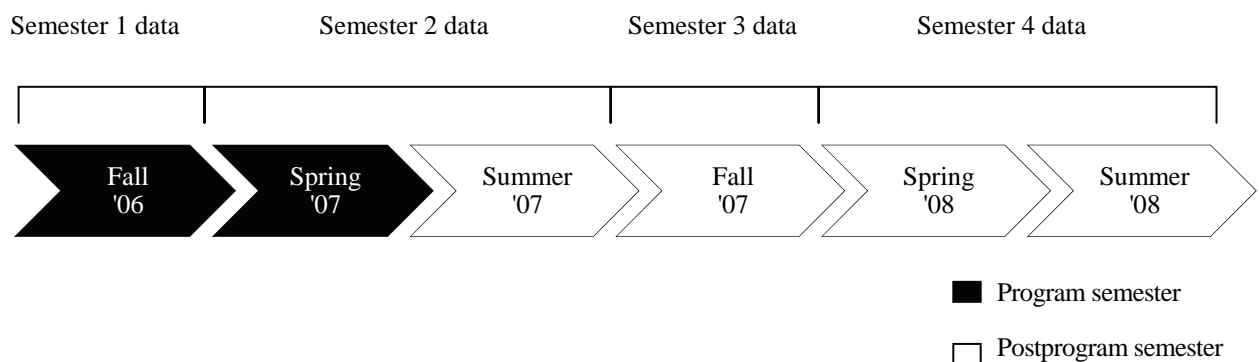 Semester 1 data Semester 2 data Semester 3 data Semester 4 data
Fall Spring Summer Fall Spring Summer
'06 '07 '07 '07 '08 '08
Program semester
Postprogram semester